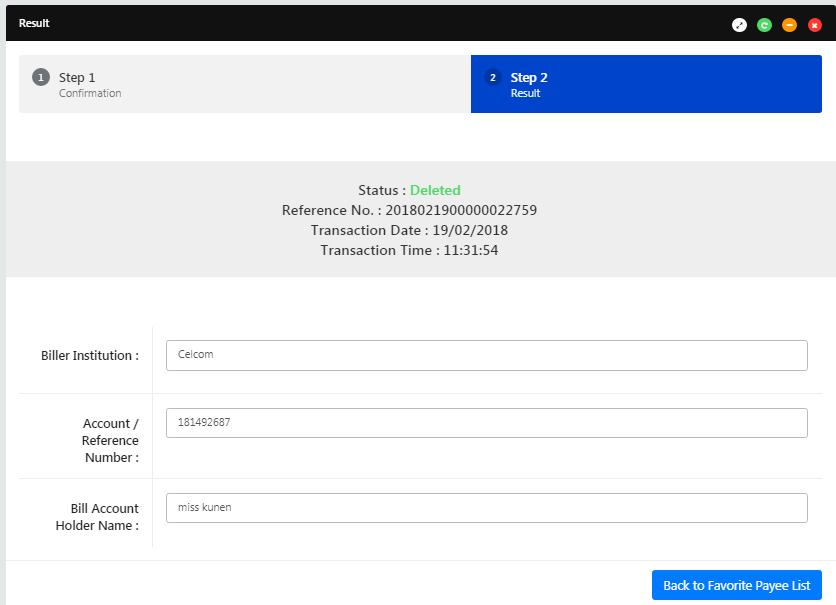 Result
1 Step 1
Confirmation
2 Step 2
Result
Status : Deleted
Reference No. : 2018021900000022759
Transaction Date : 19/02/2018
Transaction Time : 11:31:54
Biller Institution :
Celcom
Account /
Reference
Number :
181492687
Bill Account
Holder Name :
miss kunen
Back to Favorite Payee List